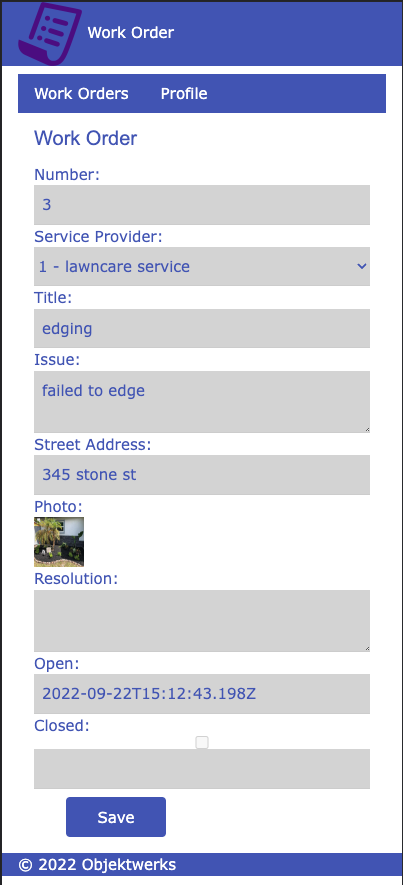 Work Order
Work Orders Profile
Work Order
Number:
3
Service Provider:
1 - lawncare service
Title:
edging
Issue:
failed to edge
Street Address:
345 stone st
Photo:
Resolution:
Open:
2022-09-22T15:12:43.198Z
Closed:
Save
© 2022 Objektwerks